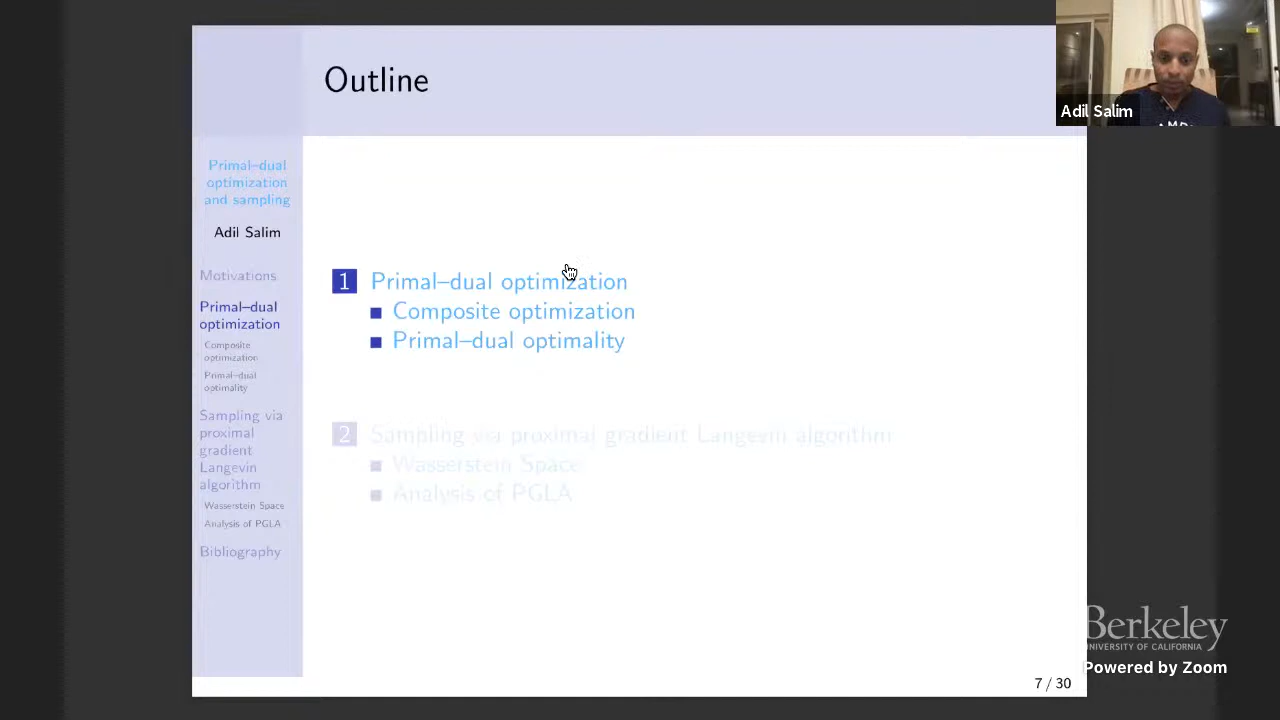 Outline
Adil Salim
Primal–dual
optimization
and sampling
Adil Salim
Motivations
Primal–dual
optimization
Composite
optimization
Primal–dual
optimality
Sampling via
proximal
gradient
Langevin
algorithm
Wasserstein Space
Analysis of PGLA
Bibliography
1 Primal–dual optimization
Composite optimization
Primal–dual optimality
2 Sampling via proximal gradient Langevin algorithm
Wasserstein Space
Analysis of PGLA
7 / 30
Berkeley
UNIVERSITY OF CALIFORNIA
Powered by Zoom